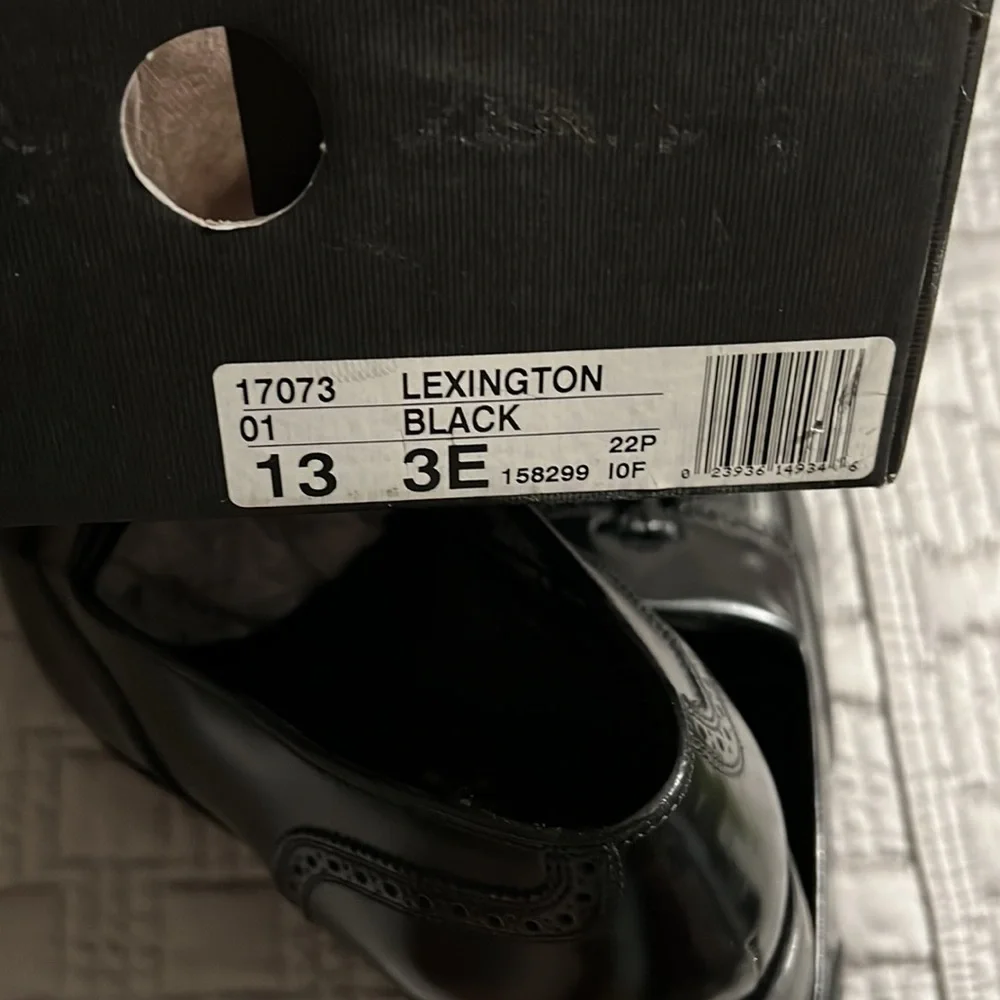 17073 LEXINGTON
01 BLACK
22P
13 3E 158299 10F
0 23936 14934 6